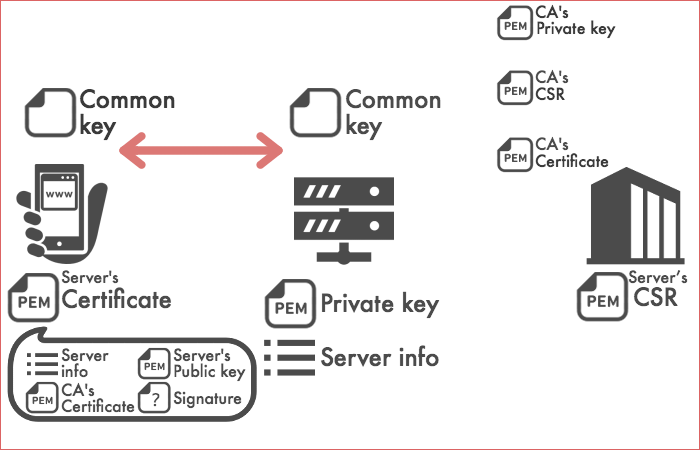 PEM
CA's
Private key
PEM
CA's
CSR
PEM
CA's
Certificate
Common
key
Common
key
www
PEM
Server's
Certificate
PEM
Private key
PEM
Server’s
CSR
Server info
Server
info
PEM
Server's
Public key
PEM
CA's
Certificate
?
Signature